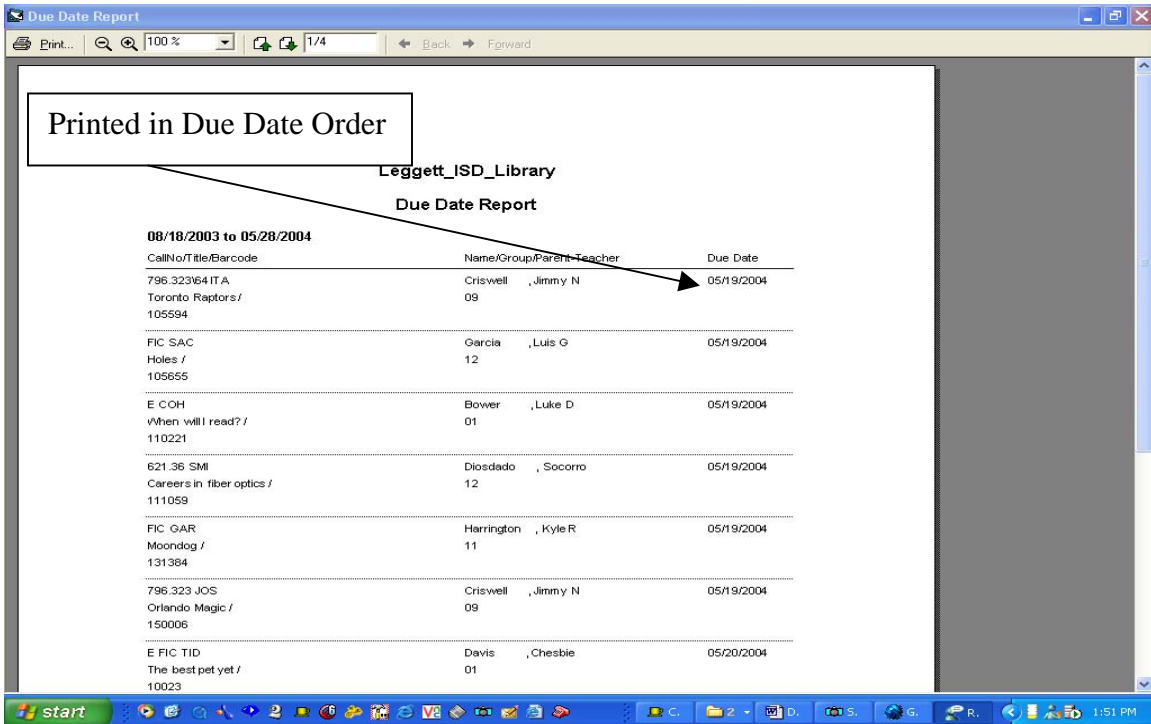 Due Date Report
Print... 100 % 1/4 Back Forward
Printed in Due Date Order
Leggett_ISD_Library
Due Date Report
08/18/2003 to 05/28/2004
CallNo/Title/Barcode Name/Group/Parent-Teacher Due Date
796.323\64 ITA Criswell , Jimmy N 05/19/2004
Toronto Raptors / 09
105594
FIC SAC Garcia , Luis G 05/19/2004
Holes / 12
105655
E COH Bower , Luke D 05/19/2004
When will I read? / 01
110221
621.36 SMI Diosdado , Socorro 05/19/2004
Careers in fiber optics / 12
111059
FIC GAR Harrington , Kyle R 05/19/2004
Moondog / 11
131384
796.323 JOS Criswell , Jimmy N 05/19/2004
Orlando Magic / 09
150006
E FIC TID Davis , Chesbie 05/20/2004
The best pet yet / 01
10023
start C. 2 D. S. G. R. 1:51 PM